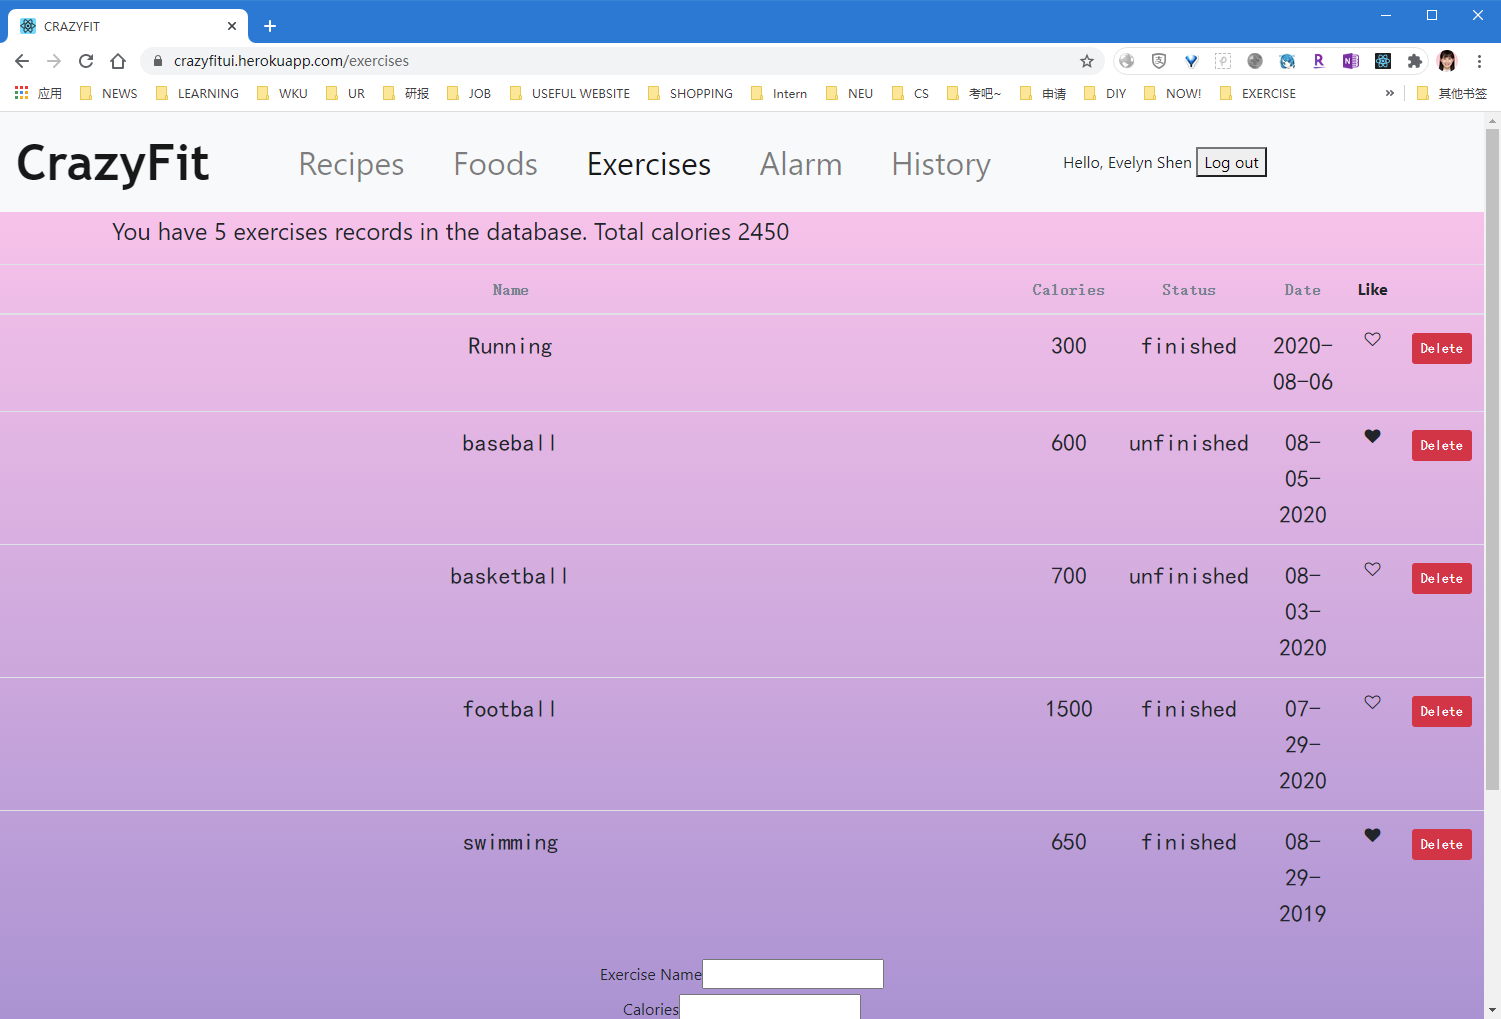 CRAZYFIT
crazyfitui.herokuapp.com/exercises
应用 NEWS LEARNING WKU UR 研报 JOB USEFUL WEBSITE SHOPPING Intern NEU CS 考吧~ 申请 DIY NOW! EXERCISE » 其他书签
CrazyFit Recipes Foods Exercises Alarm History Hello, Evelyn Shen Log out
You have 5 exercises records in the database. Total calories 2450
Name Calories Status Date Like
Running 300 finished 2020-
08-06
Delete
baseball 600 unfinished 08-
05-
2020
Delete
basketball 700 unfinished 08-
03-
2020
Delete
football 1500 finished 07-
29-
2020
Delete
swimming 650 finished 08-
29-
2019
Delete
Exercise Name
Calories